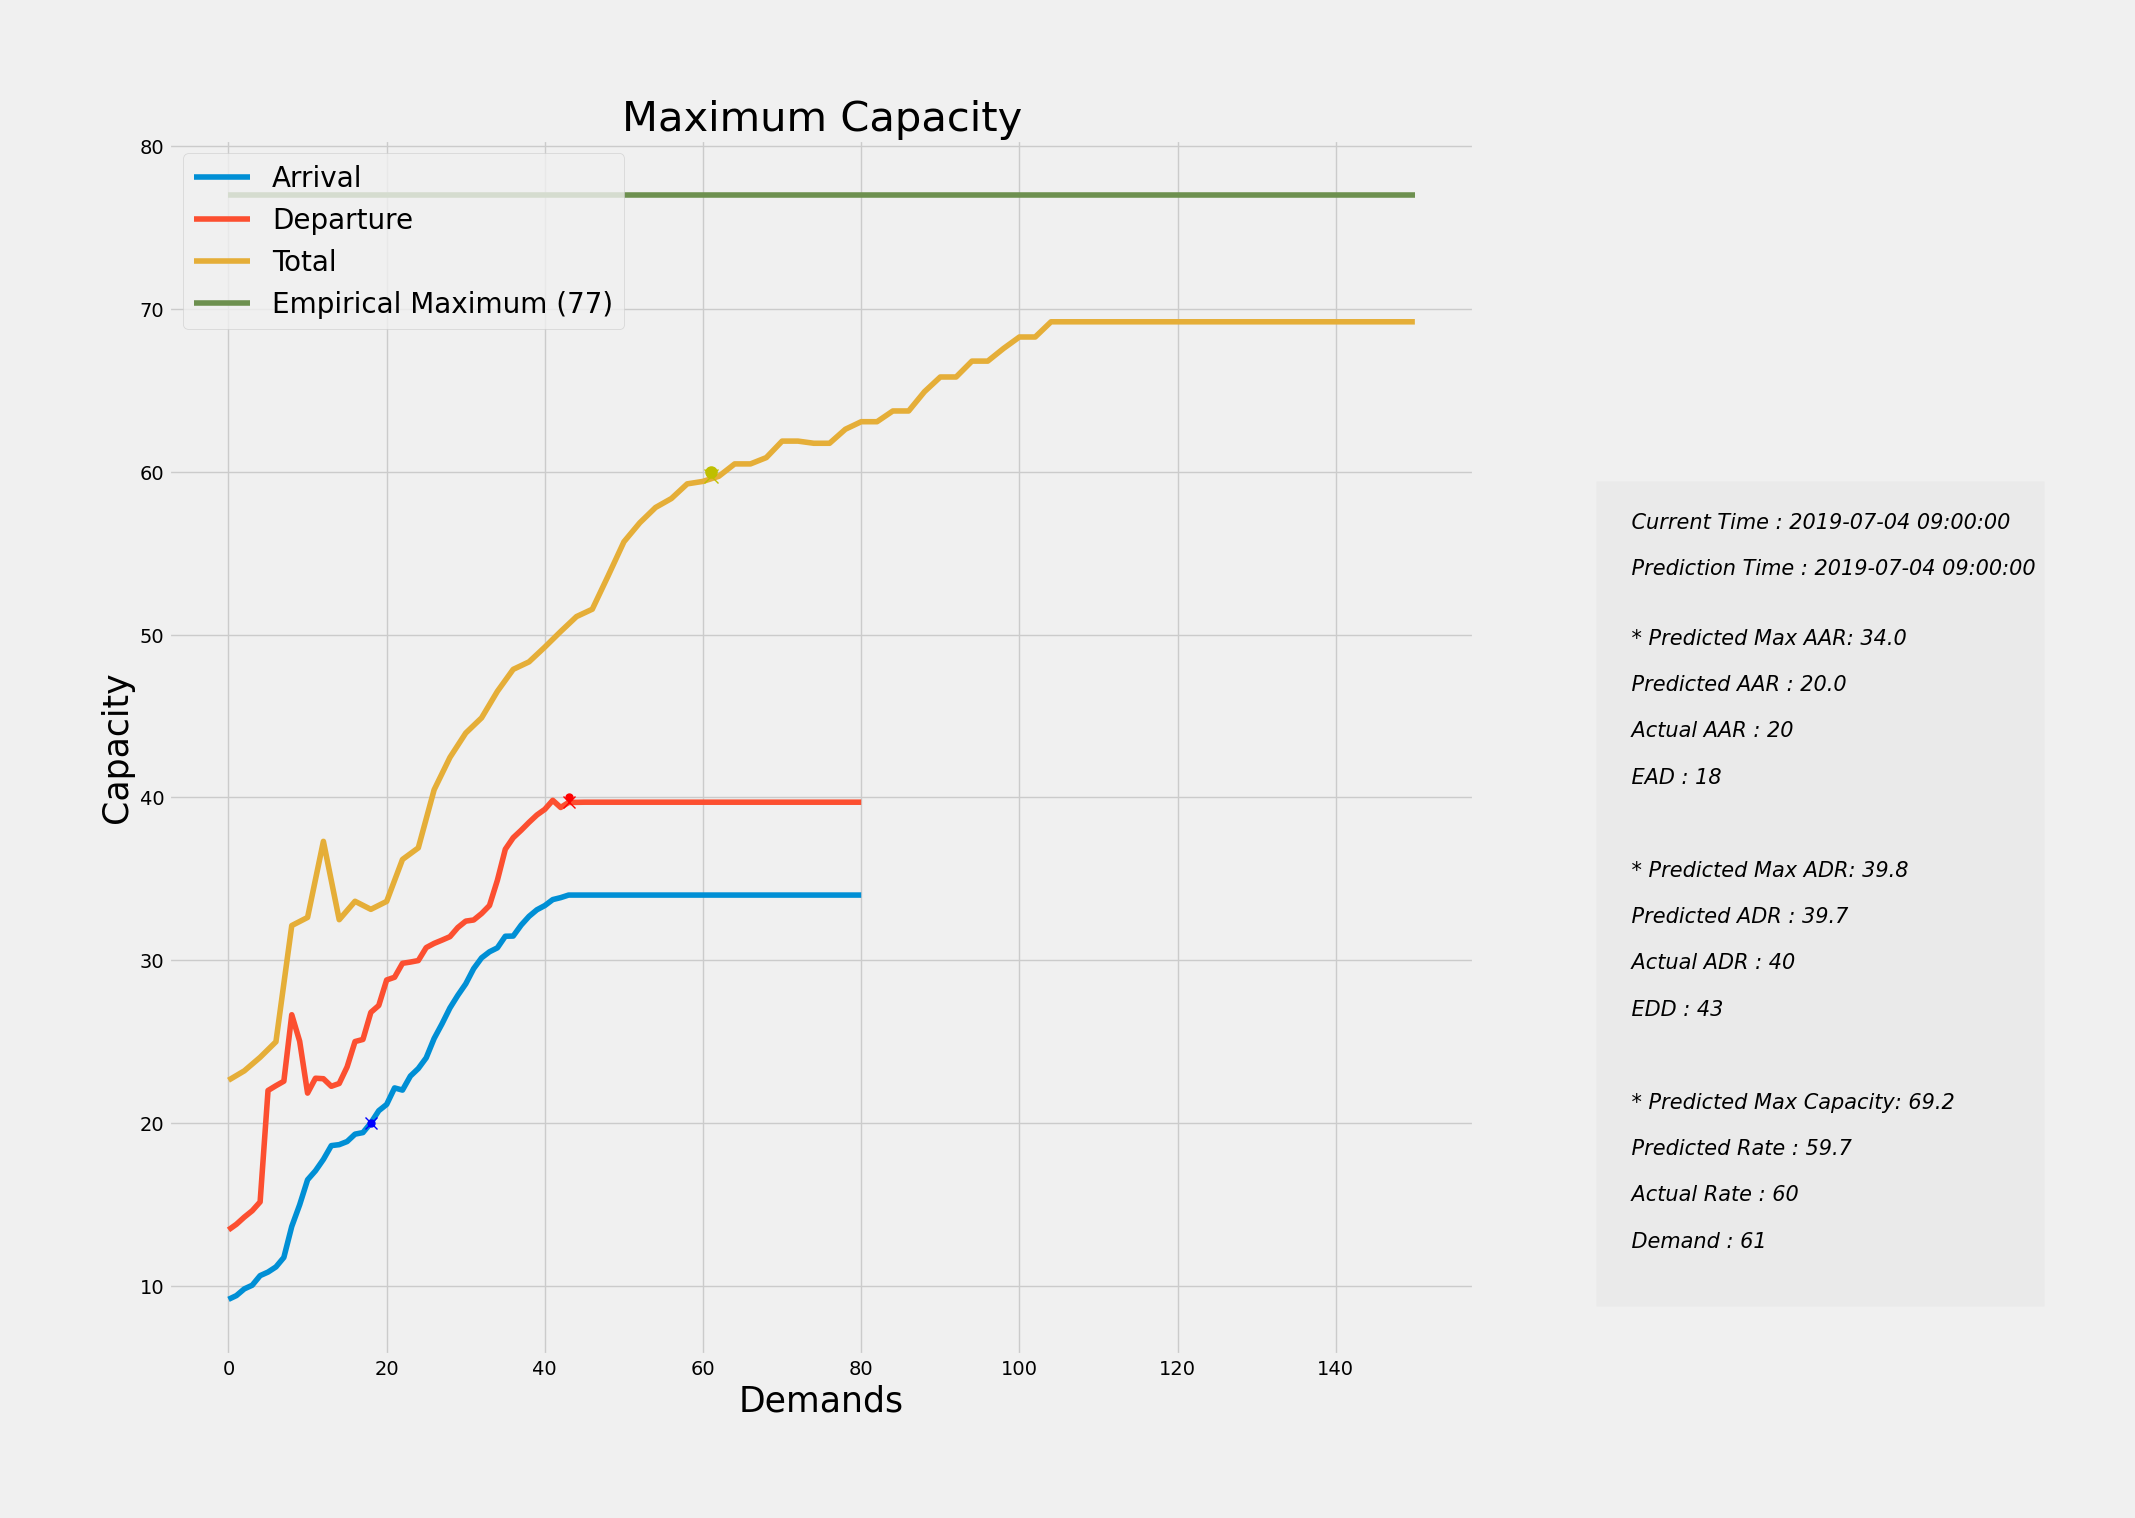 Maximum Capacity
80
70
60
50
40
30
20
10
Capacity
Arrival
Departure
Total
Empirical Maximum (77)
0 20 40 60 80 100 120 140
Demands
Current Time : 2019-07-04 09:00:00
Prediction Time : 2019-07-04 09:00:00
* Predicted Max AAR: 34.0
Predicted AAR : 20.0
Actual AAR : 20
EAD : 18
* Predicted Max ADR: 39.8
Predicted ADR : 39.7
Actual ADR : 40
EDD : 43
* Predicted Max Capacity: 69.2
Predicted Rate : 59.7
Actual Rate : 60
Demand : 61